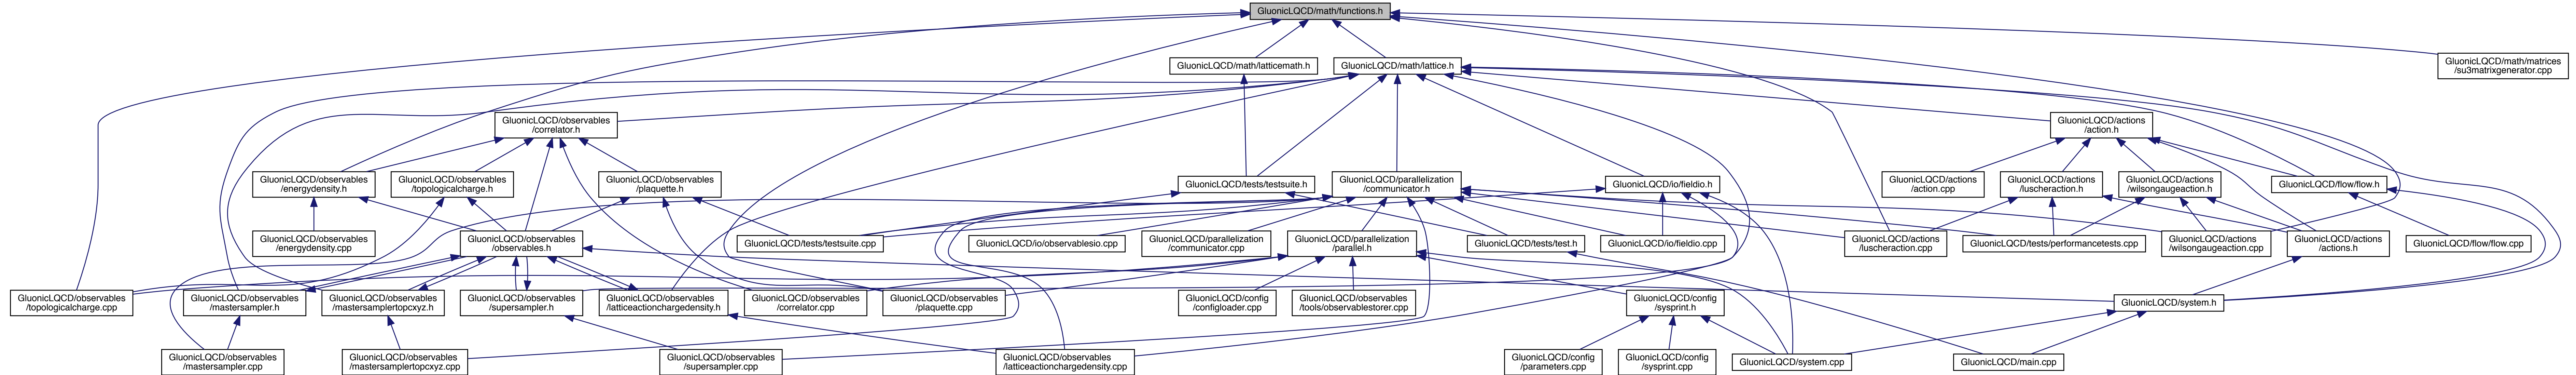 GluonicLQCD/math/functions.h
GluonicLQCD/math/latticemath.h
GluonicLQCD/math/lattice.h
GluonicLQCD/math/matrices
/su3matrixgenerator.cpp
GluonicLQCD/observables
/correlator.h
GluonicLQCD/actions
/action.h
GluonicLQCD/observables
/energydensity.h
GluonicLQCD/observables
/topologicalcharge.h
GluonicLQCD/observables
/plaquette.h
GluonicLQCD/tests/testsuite.h
GluonicLQCD/parallelization
/communicator.h
GluonicLQCD/io/fieldio.h
GluonicLQCD/actions
/action.cpp
GluonicLQCD/actions
/luscheraction.h
GluonicLQCD/actions
/wilsongaugeaction.h
GluonicLQCD/flow/flow.h
GluonicLQCD/observables
/energydensity.cpp
GluonicLQCD/observables
/observables.h
GluonicLQCD/tests/testsuite.cpp
GluonicLQCD/io/observablesio.cpp
GluonicLQCD/parallelization
/communicator.cpp
GluonicLQCD/parallelization
/parallel.h
GluonicLQCD/tests/test.h
GluonicLQCD/io/fieldio.cpp
GluonicLQCD/actions
/luscheraction.cpp
GluonicLQCD/tests/performancetests.cpp
GluonicLQCD/actions
/wilsongaugeaction.cpp
GluonicLQCD/actions
/actions.h
GluonicLQCD/flow/flow.cpp
GluonicLQCD/observables
/topologicalcharge.cpp
GluonicLQCD/observables
/mastersampler.h
GluonicLQCD/observables
/mastersamplertopcxyz.h
GluonicLQCD/observables
/supersampler.h
GluonicLQCD/observables
/latticeactionchargedensity.h
GluonicLQCD/observables
/correlator.cpp
GluonicLQCD/observables
/plaquette.cpp
GluonicLQCD/config
/configloader.cpp
GluonicLQCD/observables
/tools/observablestorer.cpp
GluonicLQCD/config
/sysprint.h
GluonicLQCD/system.h
GluonicLQCD/observables
/mastersampler.cpp
GluonicLQCD/observables
/mastersamplertopcxyz.cpp
GluonicLQCD/observables
/supersampler.cpp
GluonicLQCD/observables
/latticeactionchargedensity.cpp
GluonicLQCD/config
/parameters.cpp
GluonicLQCD/config
/sysprint.cpp
GluonicLQCD/system.cpp
GluonicLQCD/main.cpp